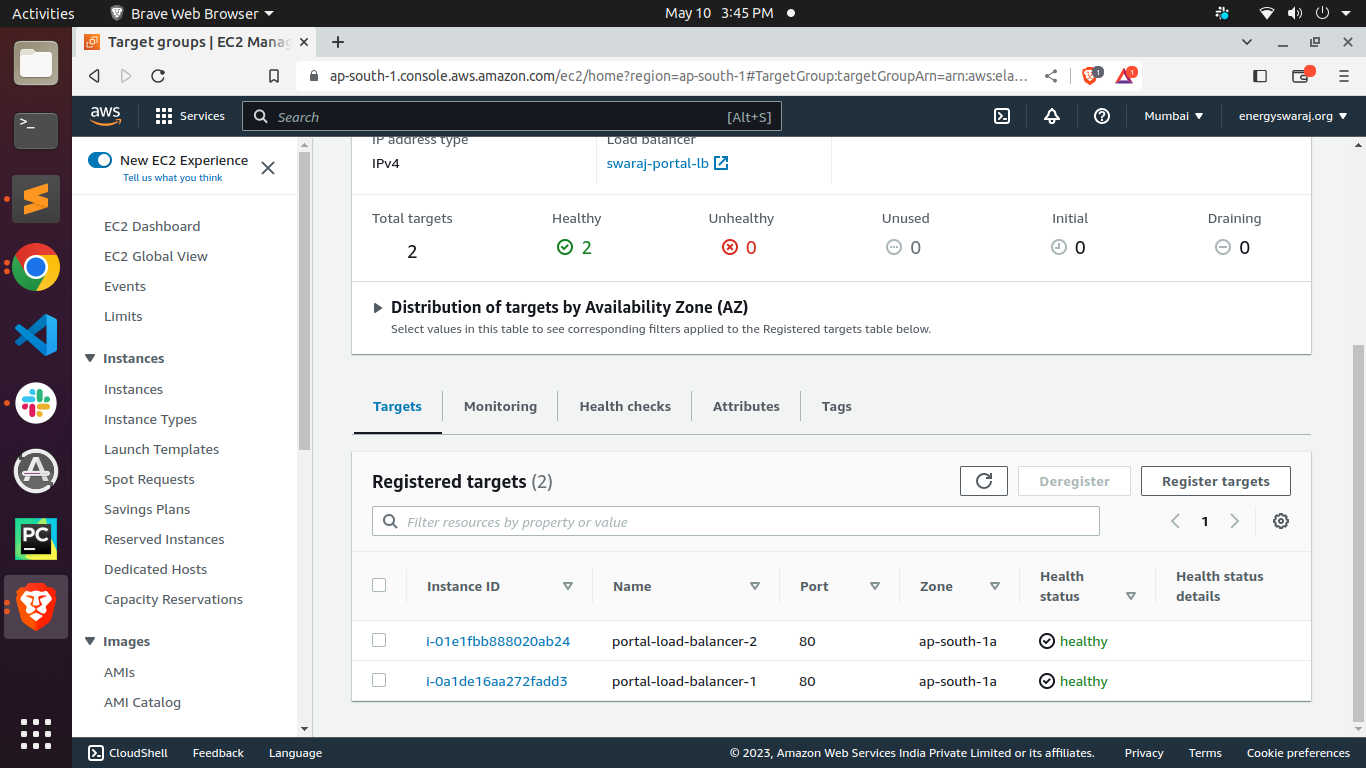 Activities
Brave Web Browser
May 10 3:45 PM
Target groups | EC2 Mana
ap-south-1.console.aws.amazon.com/ec2/home?region=ap-south-1#TargetGroup:targetGroupArn=arn:aws:ela...
1
1
aws
Services
Search
[Alt+S]
Mumbai
energyswaraj.org
New EC2 Experience
Tell us what you think
EC2 Dashboard
EC2 Global View
Events
Limits
Instances
Instances
Instance Types
Launch Templates
Spot Requests
Savings Plans
Reserved Instances
Dedicated Hosts
Capacity Reservations
Images
AMIs
AMI Catalog
IP address type
IPv4
Load balancer
swaraj-portal-lb
Total targets
2
Healthy
2
Unhealthy
0
Unused
0
Initial
0
Draining
0
Distribution of targets by Availability Zone (AZ)
Select values in this table to see corresponding filters applied to the Registered targets table below.
Targets
Monitoring
Health checks
Attributes
Tags
Registered targets (2)
Deregister
Register targets
Filter resources by property or value
1
Instance ID
Name
Port
Zone
Health
status
Health status
details
i-01e1fbb888020ab24 portal-load-balancer-2 80 ap-south-1a healthy
i-0a1de16aa272fadd3 portal-load-balancer-1 80 ap-south-1a healthy
PC
CloudShell
Feedback
Language
© 2023, Amazon Web Services India Private Limited or its affiliates.
Privacy
Terms
Cookie preferences